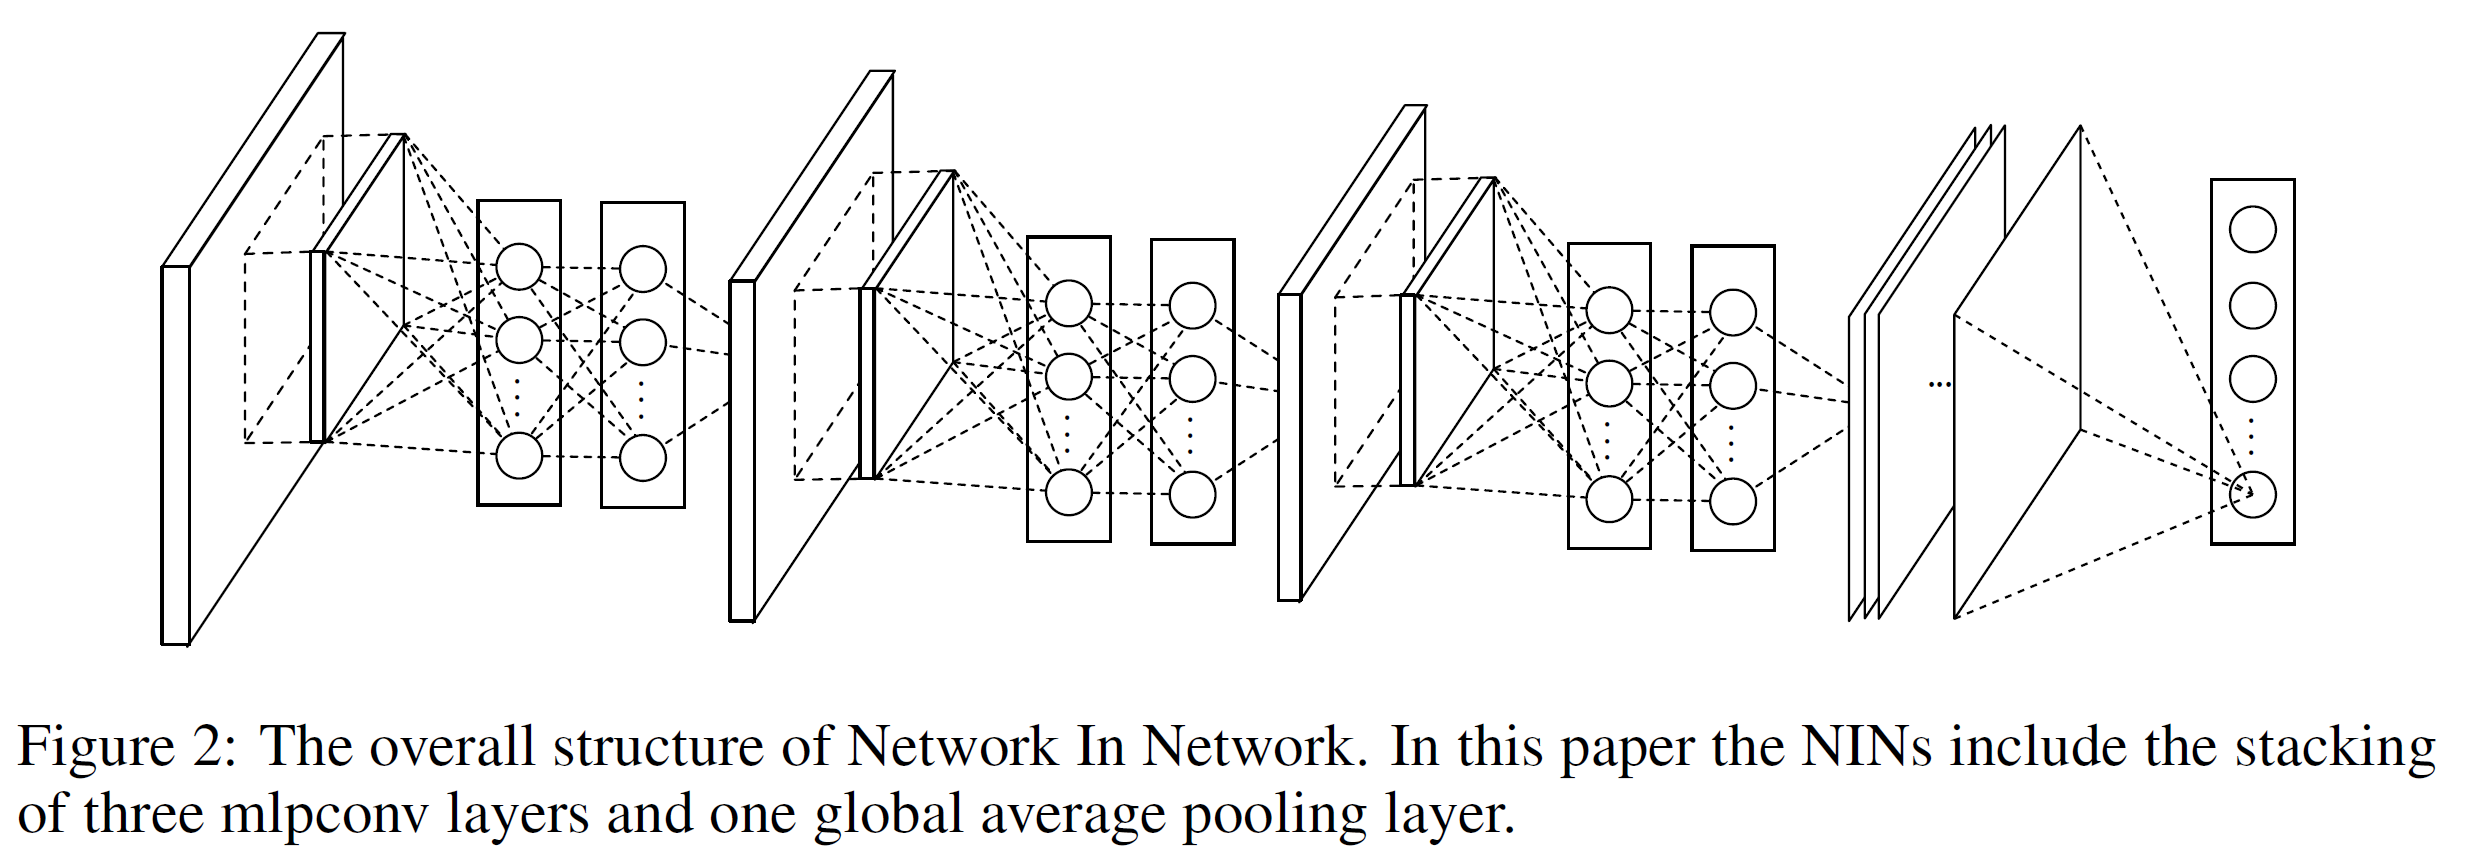 Figure 2: The overall structure of Network In Network. In this paper the NINs include the stacking
of three mlpconv layers and one global average pooling layer.